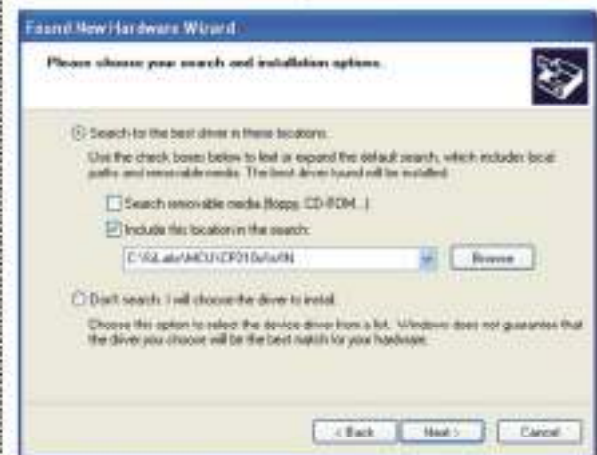 Found New Hardware Wizard
Please choose your search and installation options.
Search for the best driver in these locations.
Use the check boxes below to limit or expand the default search, which includes local
paths and removable media. The best driver found will be installed.
Search removable media (floppy, CD-ROM...)
Include this location in the search:
C:\SiLabs\MCU\CP210x\WIN
Browse
Don't search. I will choose the driver to install.
Choose this option to select the device driver from a list. Windows does not guarantee that
the driver you choose will be the best match for your hardware.
< Back Next > Cancel